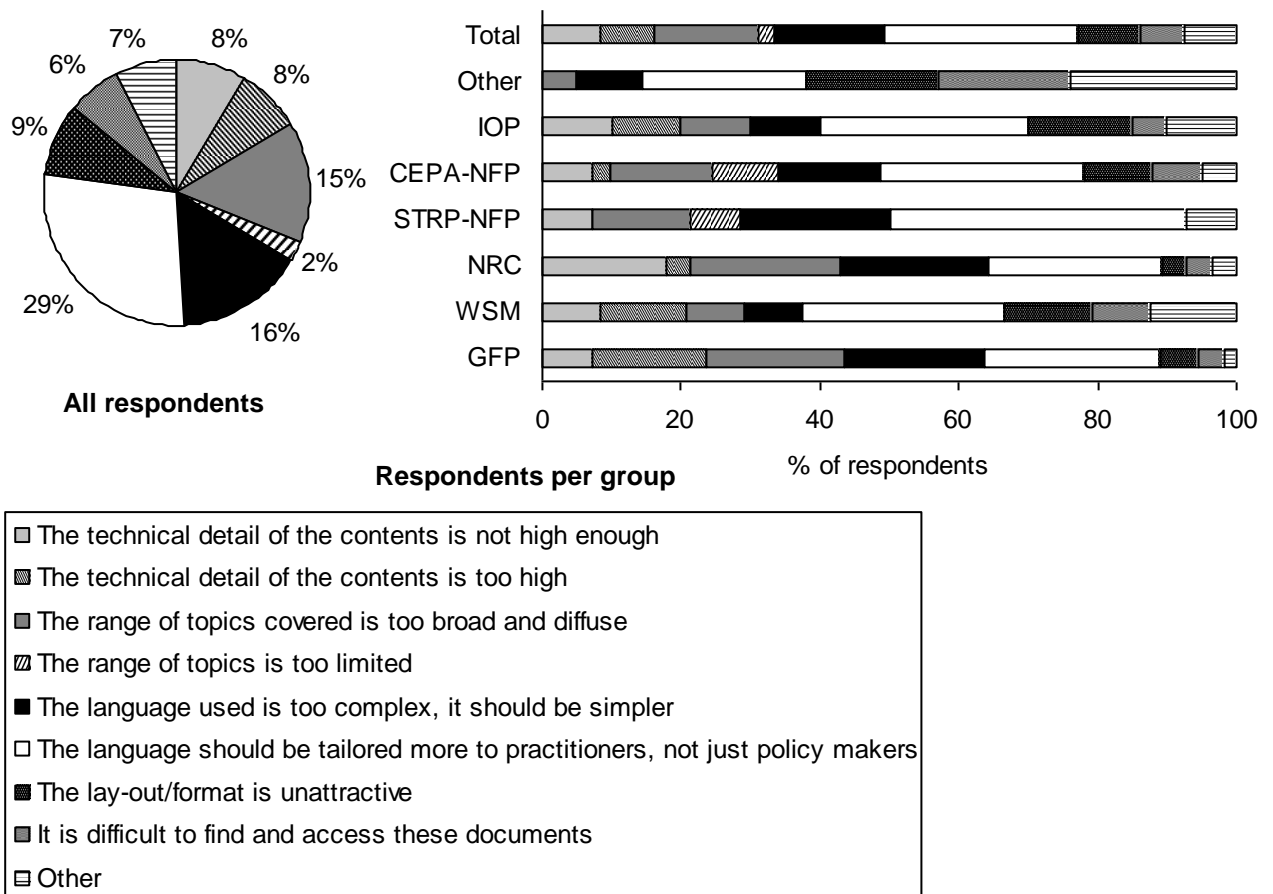 7%
8%
6%
8%
9%
15%
2%
29%
16%
All respondents
Total
Other
IOP
CEPA-NFP
STRP-NFP
NRC
WSM
GFP
0 20 40 60 80 100
% of respondents
Respondents per group
The technical detail of the contents is not high enough
The technical detail of the contents is too high
The range of topics covered is too broad and diffuse
The range of topics is too limited
The language used is too complex, it should be simpler
The language should be tailored more to practitioners, not just policy makers
The lay-out/format is unattractive
It is difficult to find and access these documents
Other